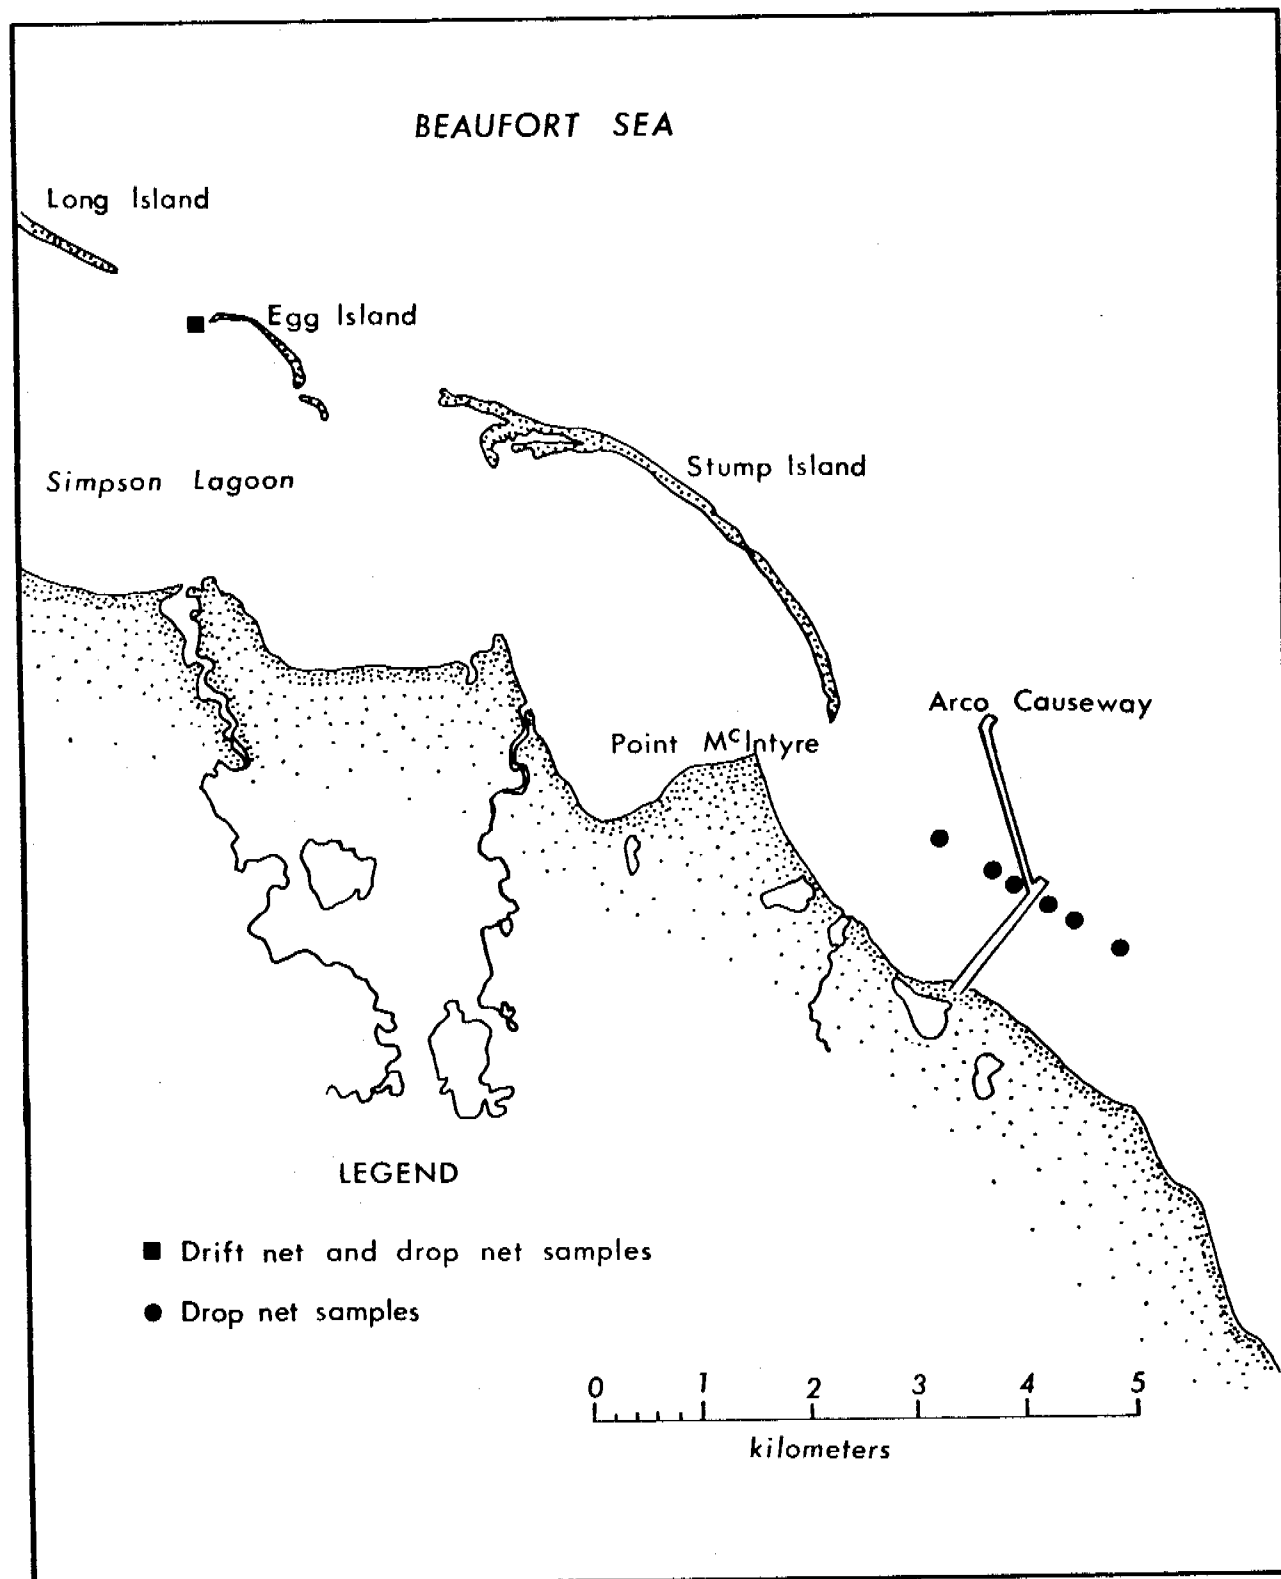 BEAUFORT SEA
Long Island
Egg Island
Stump Island
Simpson Lagoon
Arco Causeway
Point McIntyre
LEGEND
Drift net and drop net samples
Drop net samples
0 1 2 3 4 5
kilometers